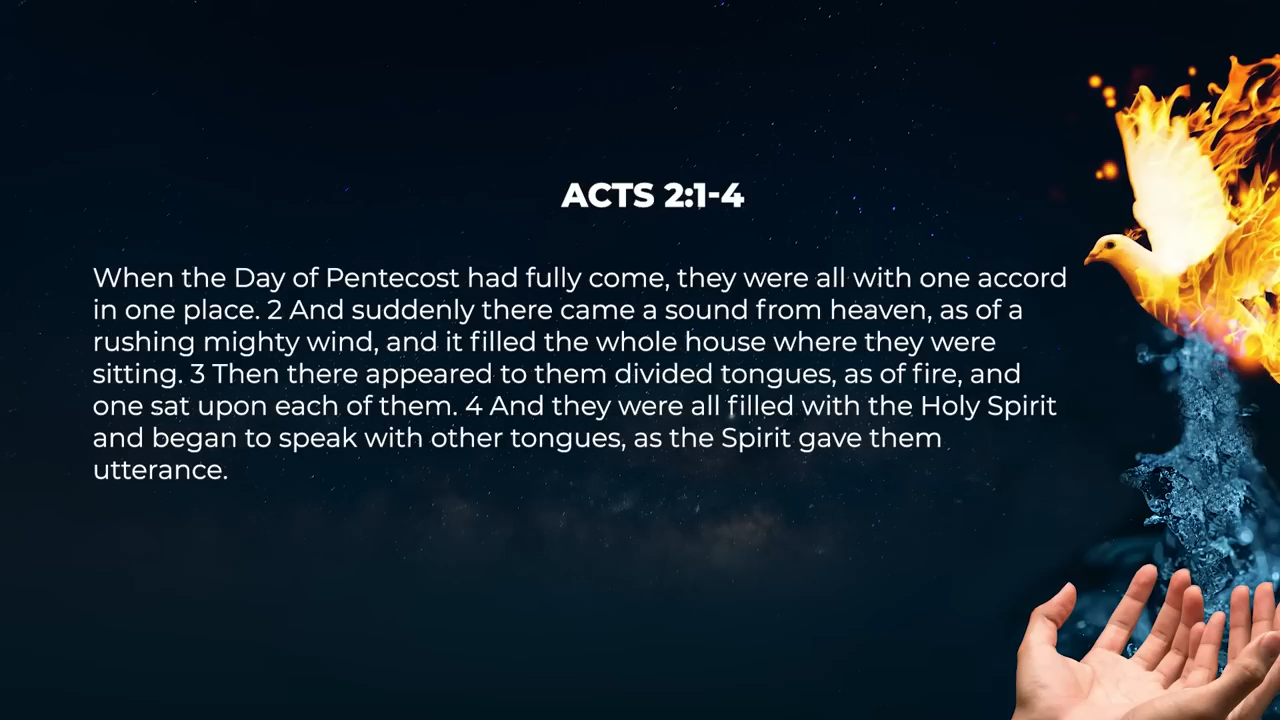 ACTS 2:1-4
When the Day of Pentecost had fully come, they were all with one accord
in one place. 2 And suddenly there came a sound from heaven, as of a
rushing mighty wind, and it filled the whole house where they were
sitting. 3 Then there appeared to them divided tongues, as of fire, and
one sat upon each of them. 4 And they were all filled with the Holy Spirit
and began to speak with other tongues, as the Spirit gave them
utterance.